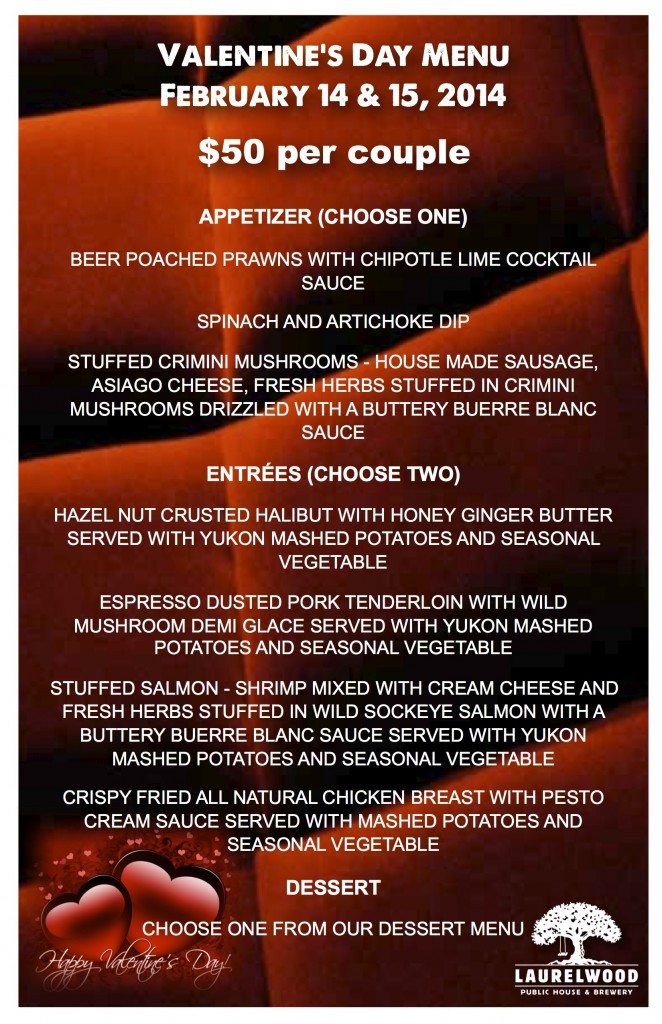 Valentine's Day Menu
February 14 & 15, 2014
$50 per couple
APPETIZER (CHOOSE ONE)
BEER POACHED PRAWNS WITH CHIPOTLE LIME COCKTAIL
SAUCE
SPINACH AND ARTICHOKE DIP
STUFFED CRIMINI MUSHROOMS - HOUSE MADE SAUSAGE,
ASIAGO CHEESE, FRESH HERBS STUFFED IN CRIMINI
MUSHROOMS DRIZZLED WITH A BUTTERY BUERRE BLANC
SAUCE
ENTRÉES (CHOOSE TWO)
HAZEL NUT CRUSTED HALIBUT WITH HONEY GINGER BUTTER
SERVED WITH YUKON MASHED POTATOES AND SEASONAL
VEGETABLE
ESPRESSO DUSTED PORK TENDERLOIN WITH WILD
MUSHROOM DEMI GLACE SERVED WITH YUKON MASHED
POTATOES AND SEASONAL VEGETABLE
STUFFED SALMON - SHRIMP MIXED WITH CREAM CHEESE AND
FRESH HERBS STUFFED IN WILD SOCKEYE SALMON WITH A
BUTTERY BUERRE BLANC SAUCE SERVED WITH YUKON
MASHED POTATOES AND SEASONAL VEGETABLE
CRISPY FRIED ALL NATURAL CHICKEN BREAST WITH PESTO
CREAM SAUCE SERVED WITH MASHED POTATOES AND
SEASONAL VEGETABLE
DESSERT
CHOOSE ONE FROM OUR DESSERT MENU
Happy Valentine's Day!
LAURELWOOD
PUBLIC HOUSE & BREWERY